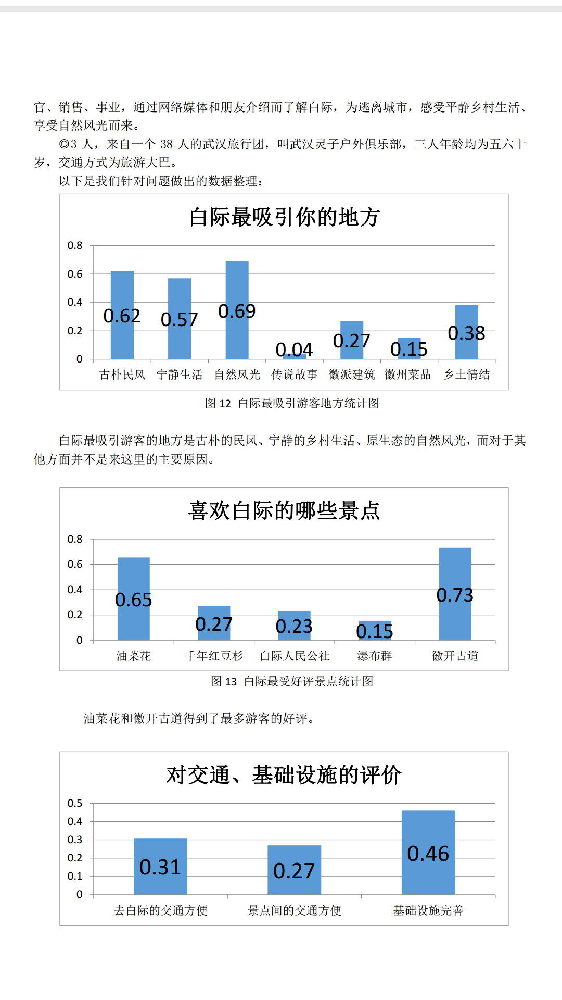 官、销售、事业，通过网络媒体和朋友介绍而了解白际，为逃离城市，感受平静乡村生活、
享受自然风光而来。
◎3 人，来自一个 38 人的武汉旅行团，叫武汉灵子户外俱乐部，三人年龄均为五六十
岁，交通方式为旅游大巴。
以下是我们针对问题做出的数据整理：
白际最吸引你的地方
0.8
0.6
0.4
0.2
0
0.62 0.57 0.69 0.04 0.27 0.15 0.38
古朴民风 宁静生活 自然风光 传说故事 徽派建筑 徽州菜品 乡土情结
图 12 白际最吸引游客地方统计图
白际最吸引游客的地方是古朴的民风、宁静的乡村生活、原生态的自然风光，而对于其
他方面并不是来这里的主要原因。
喜欢白际的哪些景点
0.8
0.6
0.4
0.2
0
0.65 0.27 0.23 0.15 0.73
油菜花 千年红豆杉 白际人民公社 瀑布群 徽开古道
图 13 白际最受好评景点统计图
油菜花和徽开古道得到了最多游客的好评。
对交通、基础设施的评价
0.5
0.4
0.3
0.2
0.1
0
0.31 0.27 0.46
去白际的交通方便 景点间的交通方便 基础设施完善